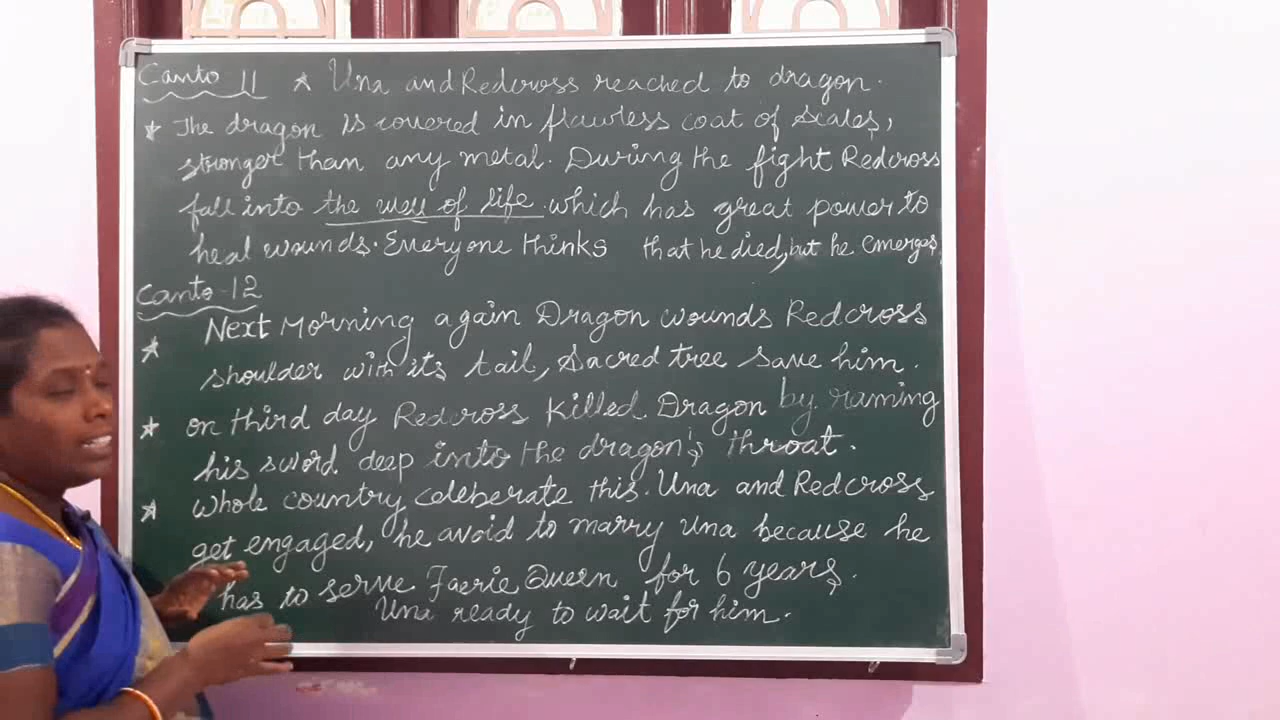 Canto 11 * Una and Redcross reached to dragon.
* The dragon is covered in flawless coat of scales,
stronger than any metal. During the fight Redcross
fall into the well of life which has great power to
heal wounds. Everyone thinks that he died, but he emerges,
Canto-12
* Next Morning again Dragon wounds Redcross
shoulder with its tail, Sacred tree save him.
* on third day Redcross killed Dragon by raming
his sword deep into the dragon's throat.
* whole country celeberate this. Una and Redcross
get engaged, he avoid to marry Una because he
has to serve Faerie Queen for 6 years.
Una ready to wait for him.